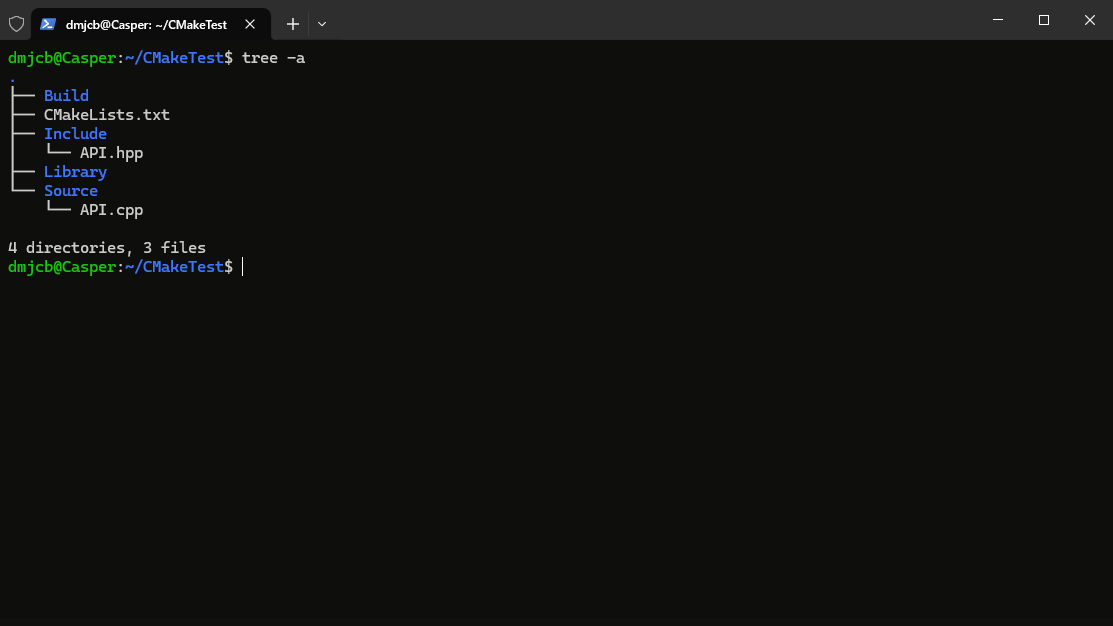 dmjcb@Casper: ~/CMakeTest
dmjcb@Casper:~/CMakeTest$ tree -a
.
├── Build
├── CMakeLists.txt
├── Include
│   └── API.hpp
├── Library
└── Source
    └── API.cpp
4 directories, 3 files
dmjcb@Casper:~/CMakeTest$